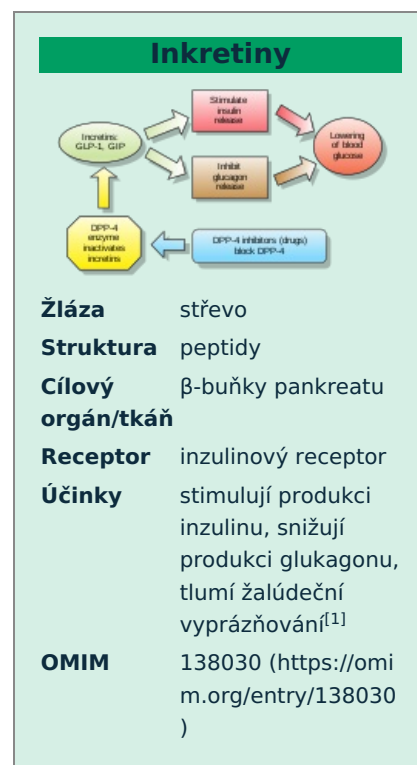 Inkretiny
Stimulate
insulin
release
Incretins:
GLP-1, GIP
Lowering
of blood
glucose
Inhibit
glucagon
release
DPP-4
enzyme
inactivates
incretins
DPP-4 inhibitors (drugs)
block DPP-4
Žláza střevo
Struktura peptidy
Cílový β-buňky pankreatu
orgán/tkáň
Receptor inzulinový receptor
Účinky stimulují produkci
inzulinu, snižují
produkci glukagonu,
tlumí žalúdeční
vyprázňování[1]
OMIM 138030 (https://omi
m.org/entry/138030
)